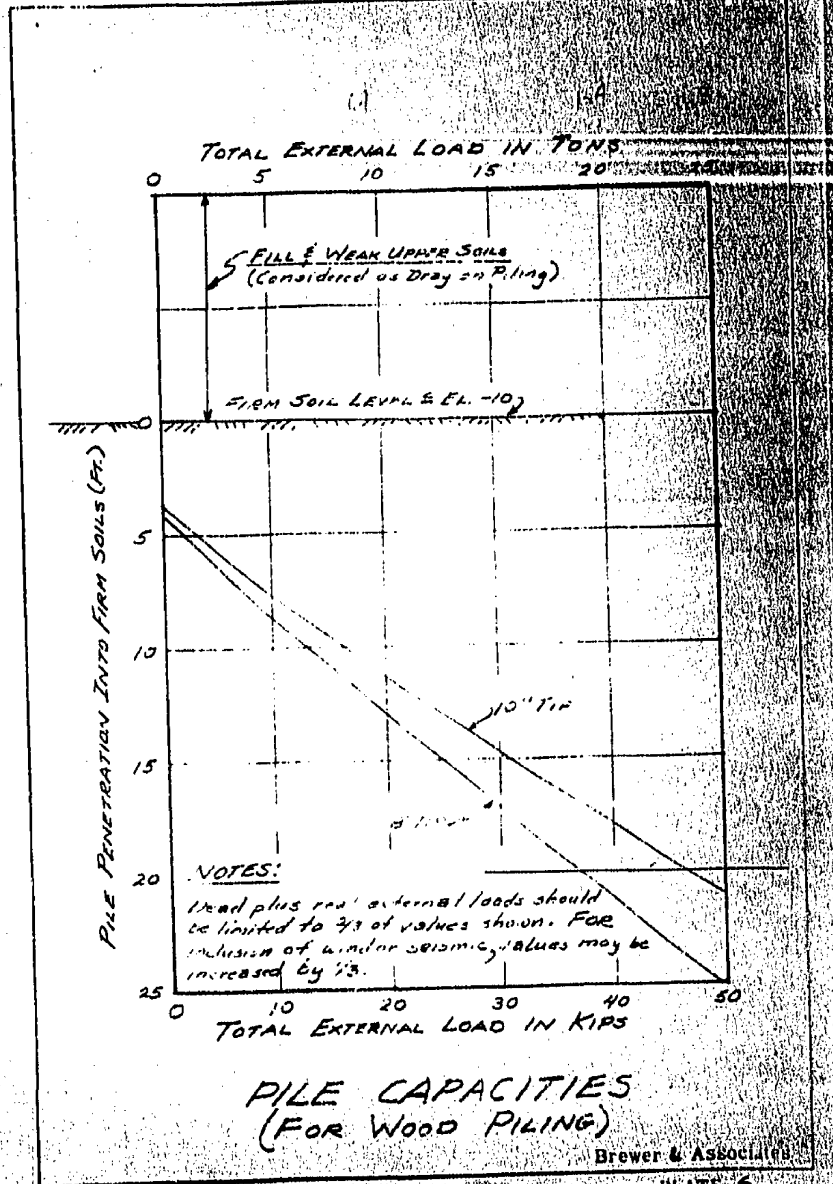 TOTAL EXTERNAL LOAD IN TONS
0 5 10 15 20
FILL & WEAK UPPER SOILS
(Considered as Drag on Piling)
FIRM SOIL LEVEL @ EL. -10
0
5
10
15
20
25
PILE PENETRATION INTO FIRM SOILS (FT.)
10" TIP
NOTES:
Dead plus real external loads should
be limited to 2/3 of values shown. For
inclusion of wind or seismic, values may be
increased by 1/3.
0 10 20 30 40 50
TOTAL EXTERNAL LOAD IN KIPS
PILE CAPACITIES
(FOR WOOD PILING)
Brewer & Associates